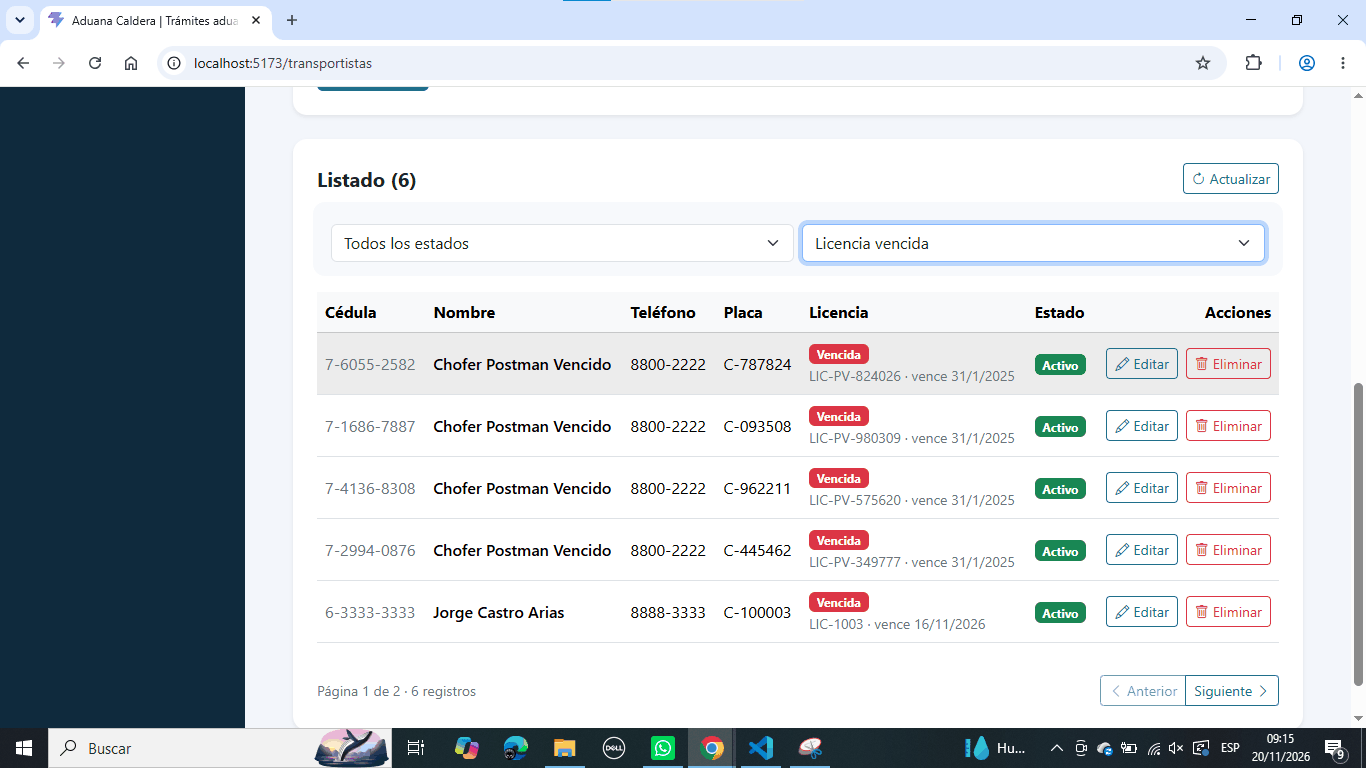 Aduana Caldera | Trámites adua
localhost:5173/transportistas
Listado (6)
Actualizar
Todos los estados
Licencia vencida
Cédula Nombre Teléfono Placa Licencia Estado Acciones
7-6055-2582 Chofer Postman Vencido 8800-2222 C-787824 Vencida Activo Editar Eliminar
LIC-PV-824026 · vence 31/1/2025
7-1686-7887 Chofer Postman Vencido 8800-2222 C-093508 Vencida Activo Editar Eliminar
LIC-PV-980309 · vence 31/1/2025
7-4136-8308 Chofer Postman Vencido 8800-2222 C-962211 Vencida Activo Editar Eliminar
LIC-PV-575620 · vence 31/1/2025
7-2994-0876 Chofer Postman Vencido 8800-2222 C-445462 Vencida Activo Editar Eliminar
LIC-PV-349777 · vence 31/1/2025
6-3333-3333 Jorge Castro Arias 8888-3333 C-100003 Vencida Activo Editar Eliminar
LIC-1003 · vence 16/11/2026
Página 1 de 2 · 6 registros
Anterior Siguiente
Buscar
DELL
Hu...
ESP
09:15
20/11/2026
9